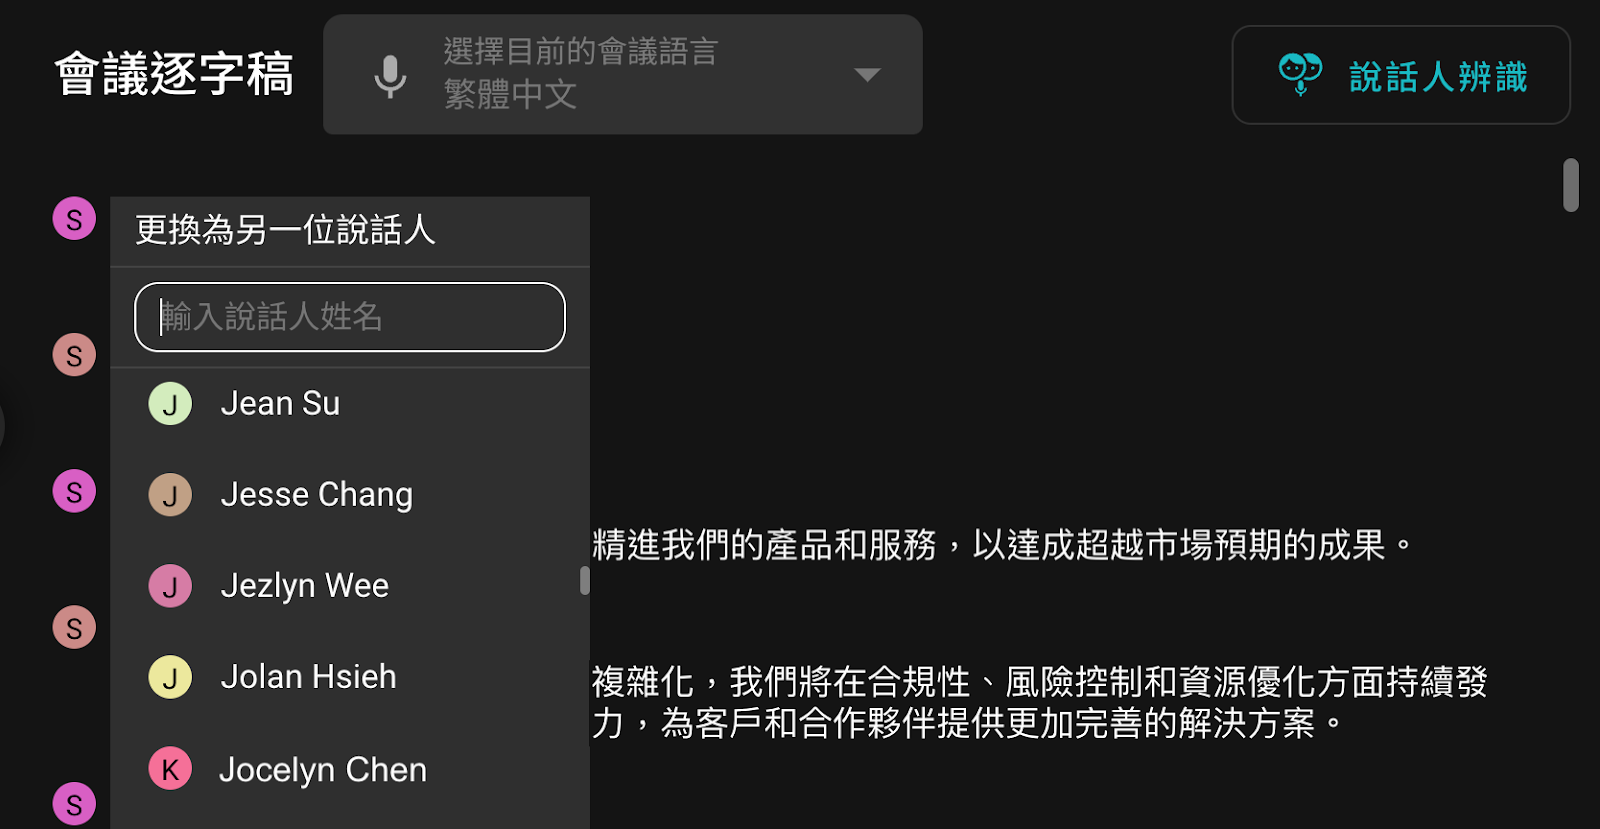 會議逐字稿
選擇目前的會議語言
繁體中文
說話人辨識
S
更換為另一位說話人
輸入說話人姓名
S
J Jean Su
J Jesse Chang
S
精進我們的產品和服務，以達成超越市場預期的成果。
J Jezlyn Wee
S
J Jolan Hsieh
複雜化，我們將在合規性、風險控制和資源優化方面持續發
力，為客戶和合作夥伴提供更加完善的解決方案。
K Jocelyn Chen
S